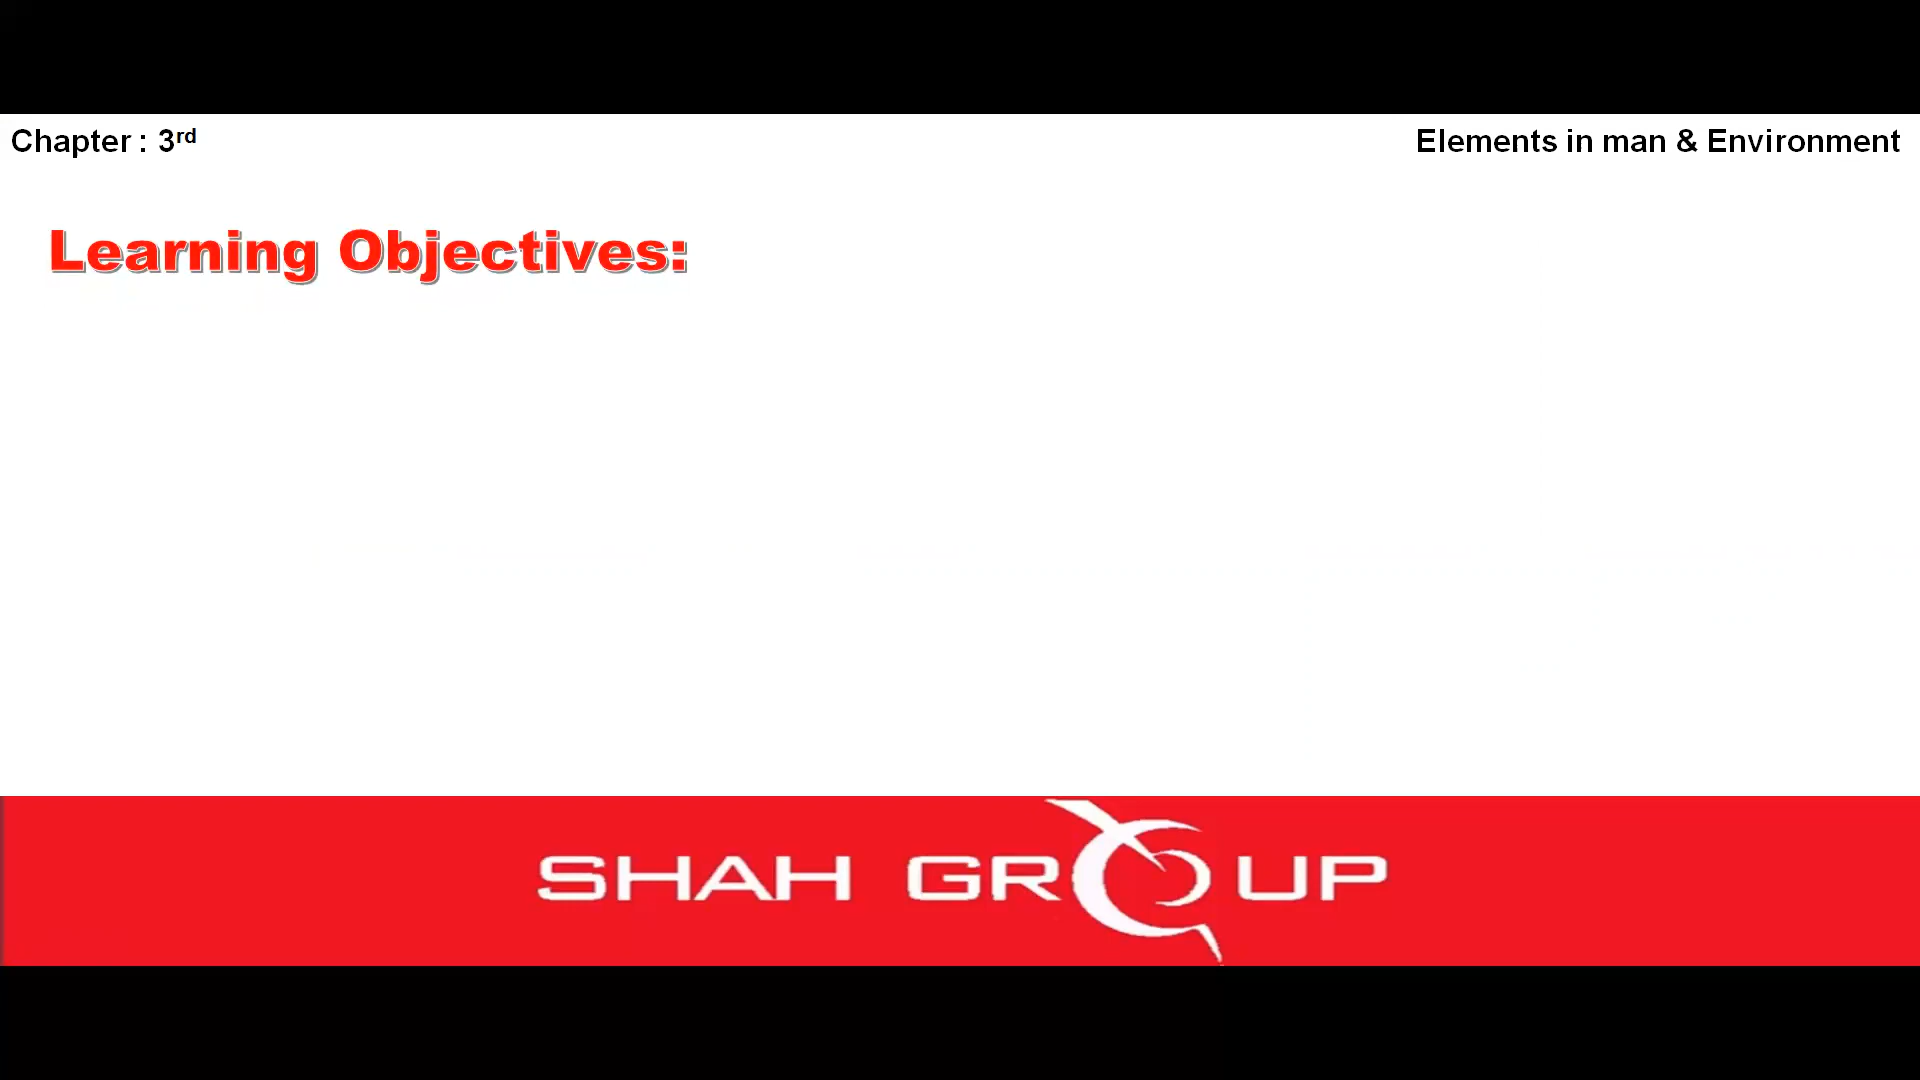 Chapter : 3rd
Elements in man & Environment
Learning Objectives:
SHAH GROUP